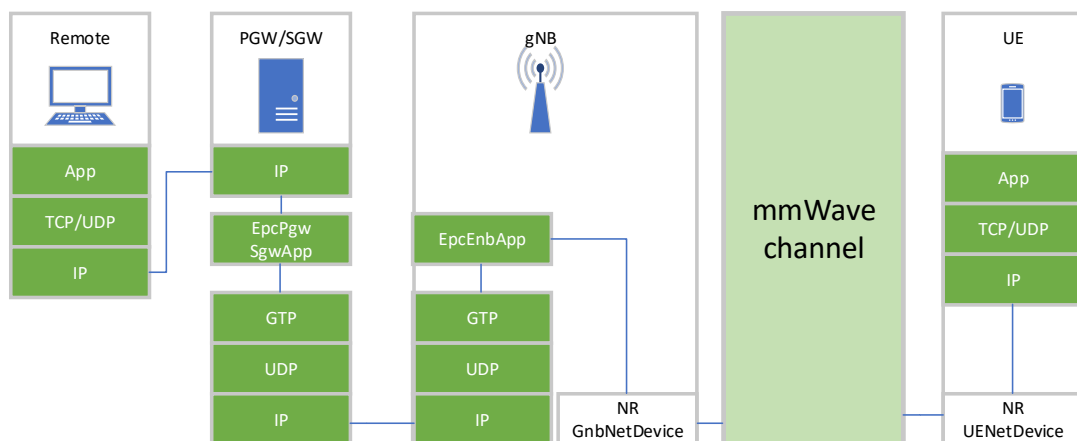 Remote
App
TCP/UDP
IP
PGW/SGW
IP
EpcPgw
SgwApp
GTP
UDP
IP
gNB
EpcEnbApp
GTP
UDP
IP
NR
GnbNetDevice
mmWave
channel
UE
App
TCP/UDP
IP
NR
UENetDevice